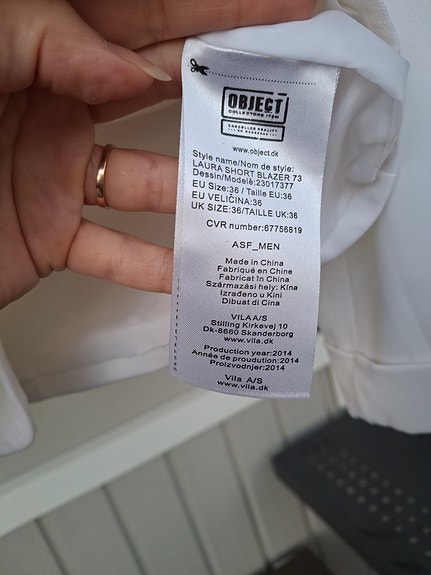 OBJECT
COLLECTORS ITEM
www.object.dk
Style name/Nom de style:
LAURA SHORT BLAZER 73
Dessin/Modelè:23017377
EU Size:36 / Taille EU:36
EU VELIČINA:36
UK SIZE:36/TAILLE UK:36
CVR number:67756819
ASF_MEN
Made in China
Fabriqué en Chine
Fabricat în China
Származási hely: Kína
Izrađeno u Kini
Dibuat di Cina
VILAA/S
Stilling Kirkevej 10
Dk-8660 Skanderborg
www.vila.dk
Production year:2014
Année de proudution:2014
Proizvodnjer:2014
Vila A/S
www.vila.dk